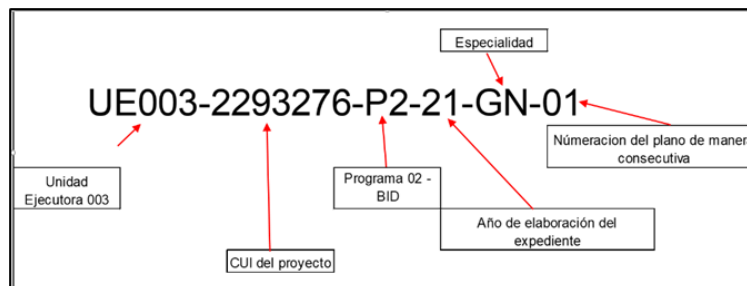 Especialidad
UE003-2293276-P2-21-GN-01
Númeracion del plano de manera
consecutiva
Unidad
Ejecutora 003
Programa 02 -
BID
Año de elaboración del
expediente
CUI del proyecto